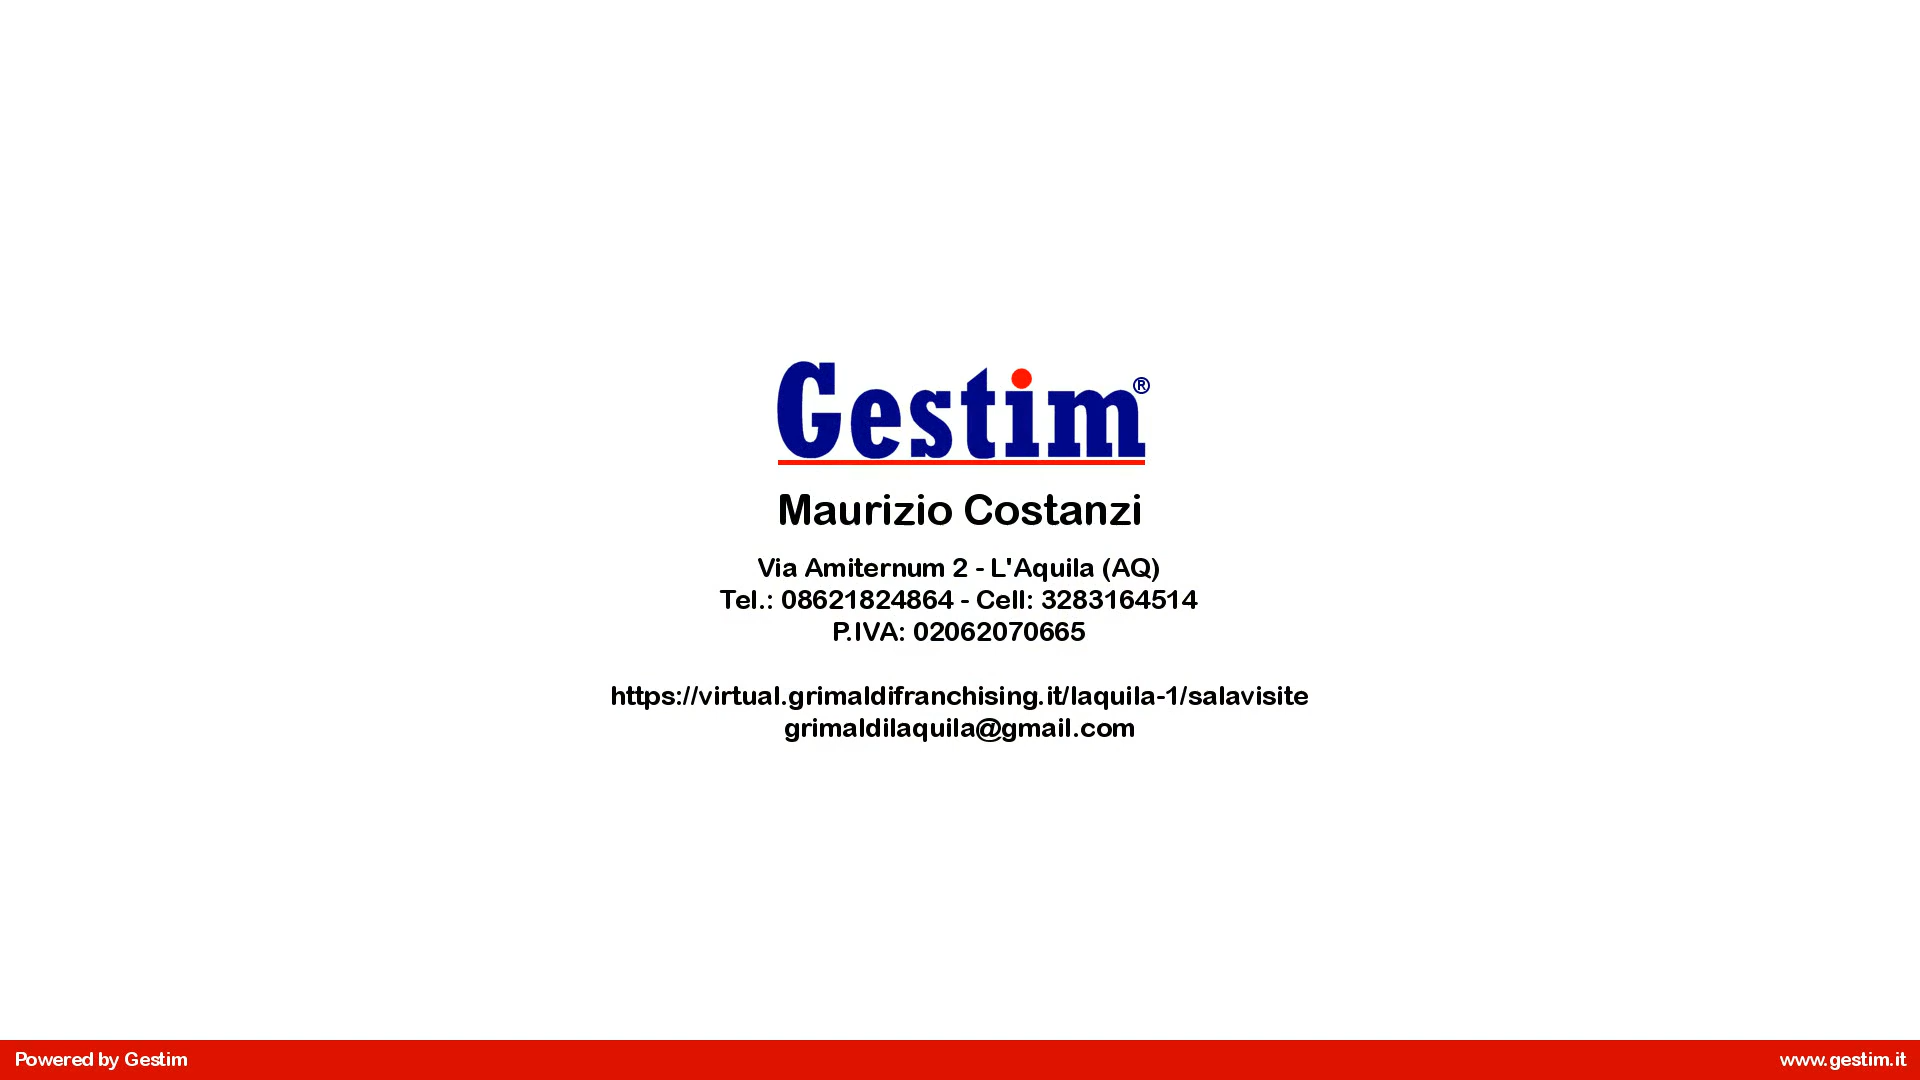 Gestim®
Maurizio Costanzi
Via Amiternum 2 - L'Aquila (AQ)
Tel.: 08621824864 - Cell: 3283164514
P.IVA: 02062070665
https://virtual.grimaldifranchising.it/laquila-1/salavisite
grimaldilaquila@gmail.com
Powered by Gestim
www.gestim.it